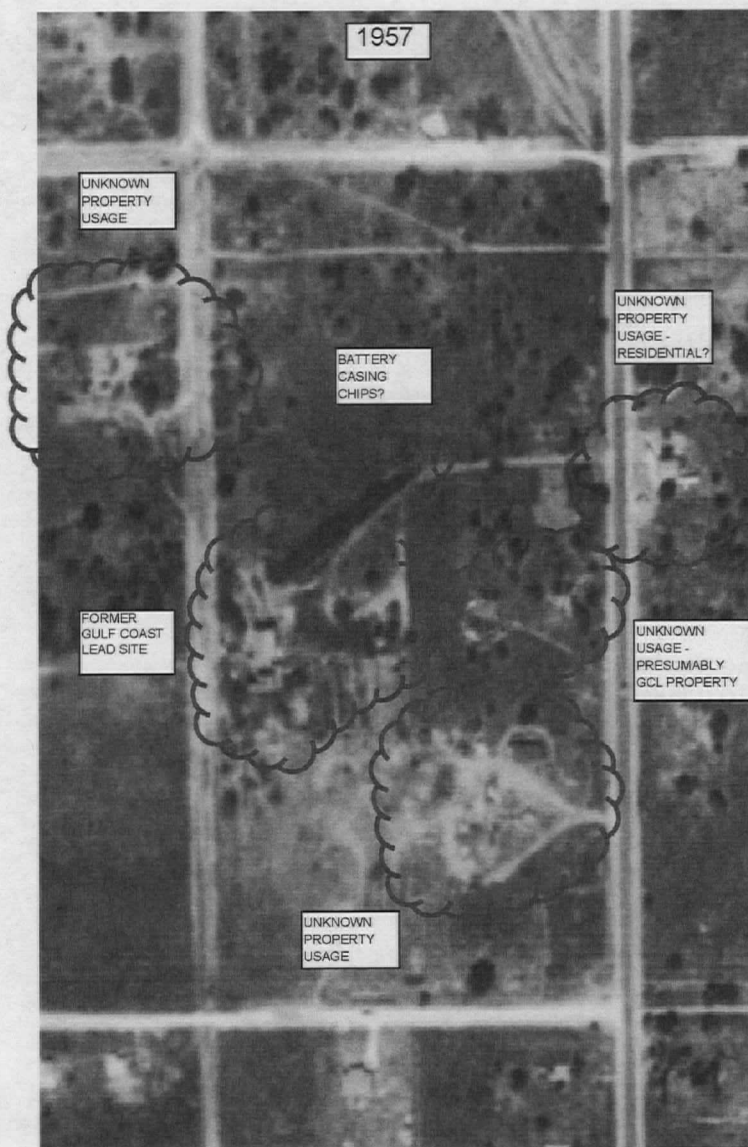 1957
UNKNOWN
PROPERTY
USAGE
UNKNOWN
PROPERTY
USAGE -
RESIDENTIAL?
BATTERY
CASING
CHIPS?
FORMER
GULF COAST
LEAD SITE
UNKNOWN
USAGE -
PRESUMABLY
GCL PROPERTY
UNKNOWN
PROPERTY
USAGE